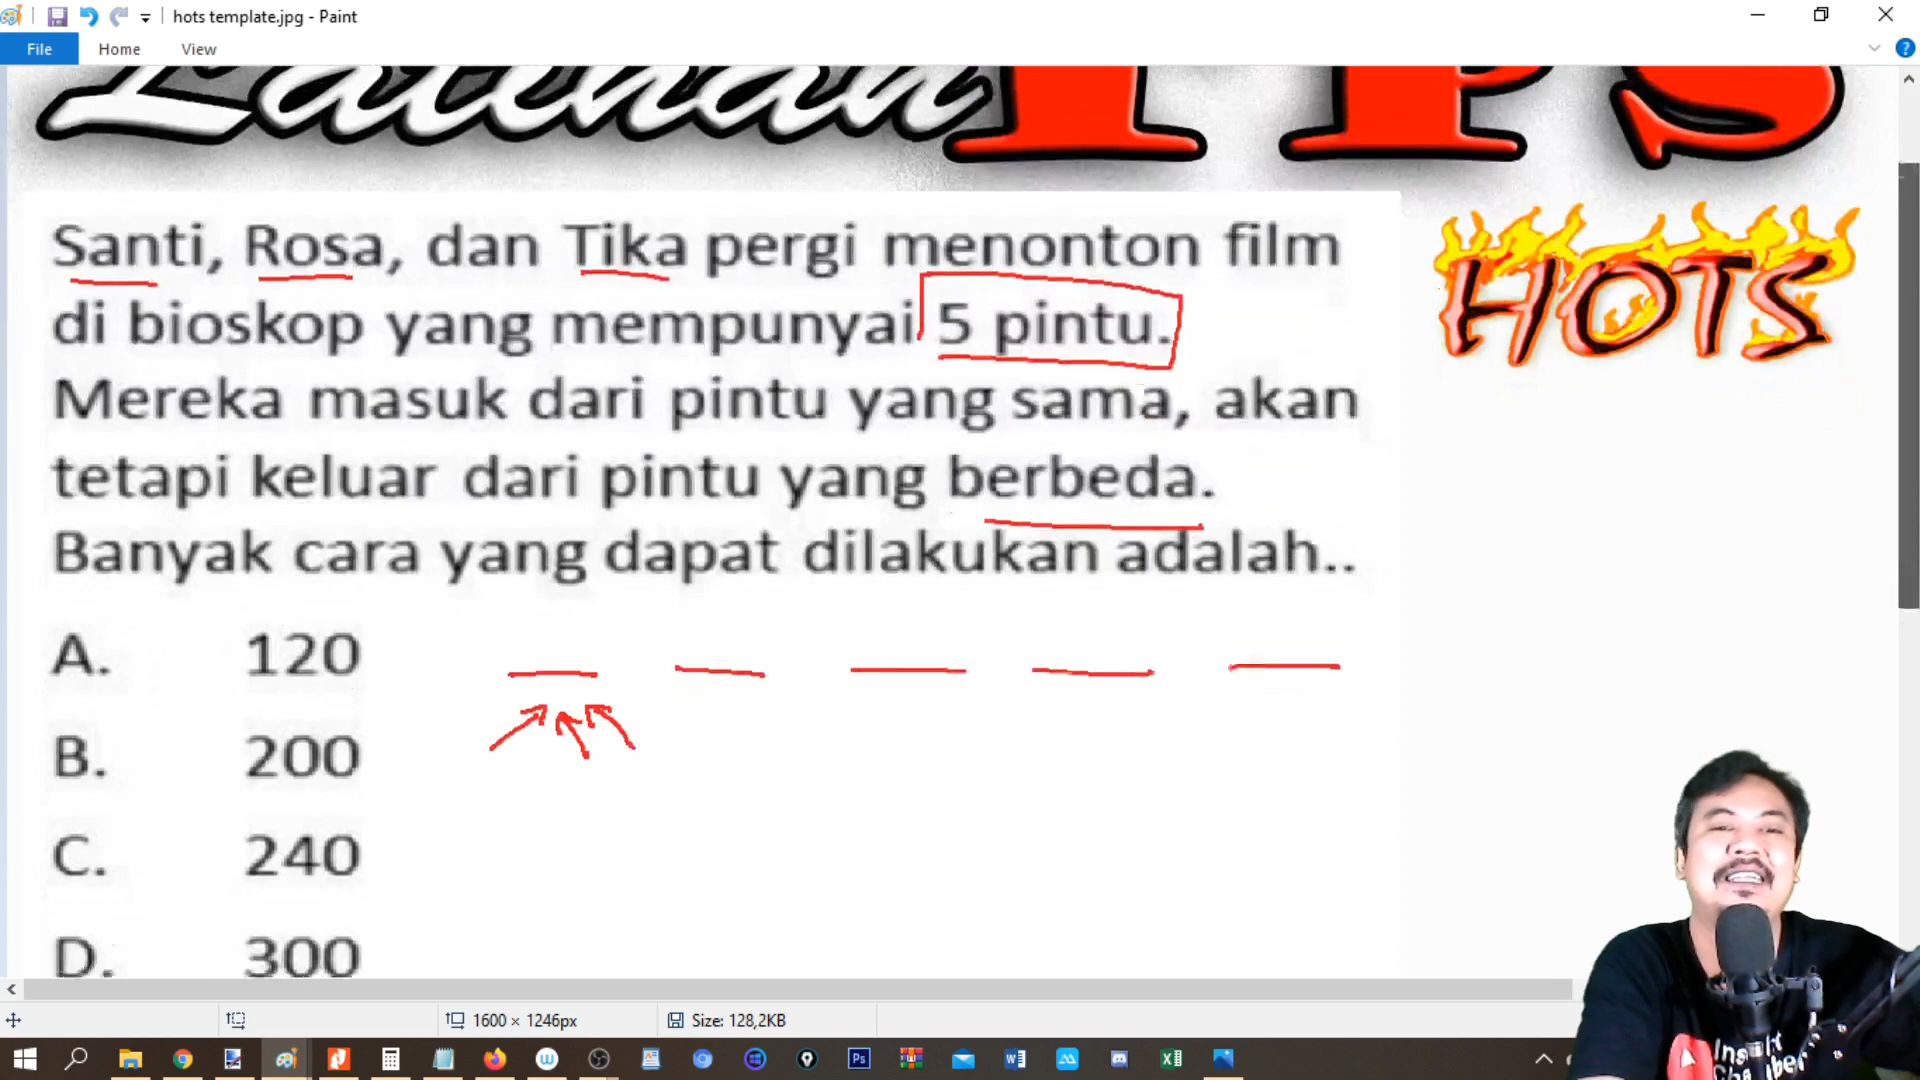 hots template.jpg - Paint
File Home View
Latihan TPS
Santi, Rosa, dan Tika pergi menonton film
di bioskop yang mempunyai 5 pintu.
Mereka masuk dari pintu yang sama, akan
tetapi keluar dari pintu yang berbeda.
Banyak cara yang dapat dilakukan adalah..
HOTS
A. 120
B. 200
C. 240
D. 300
1600 × 1246px
Size: 128,2KB